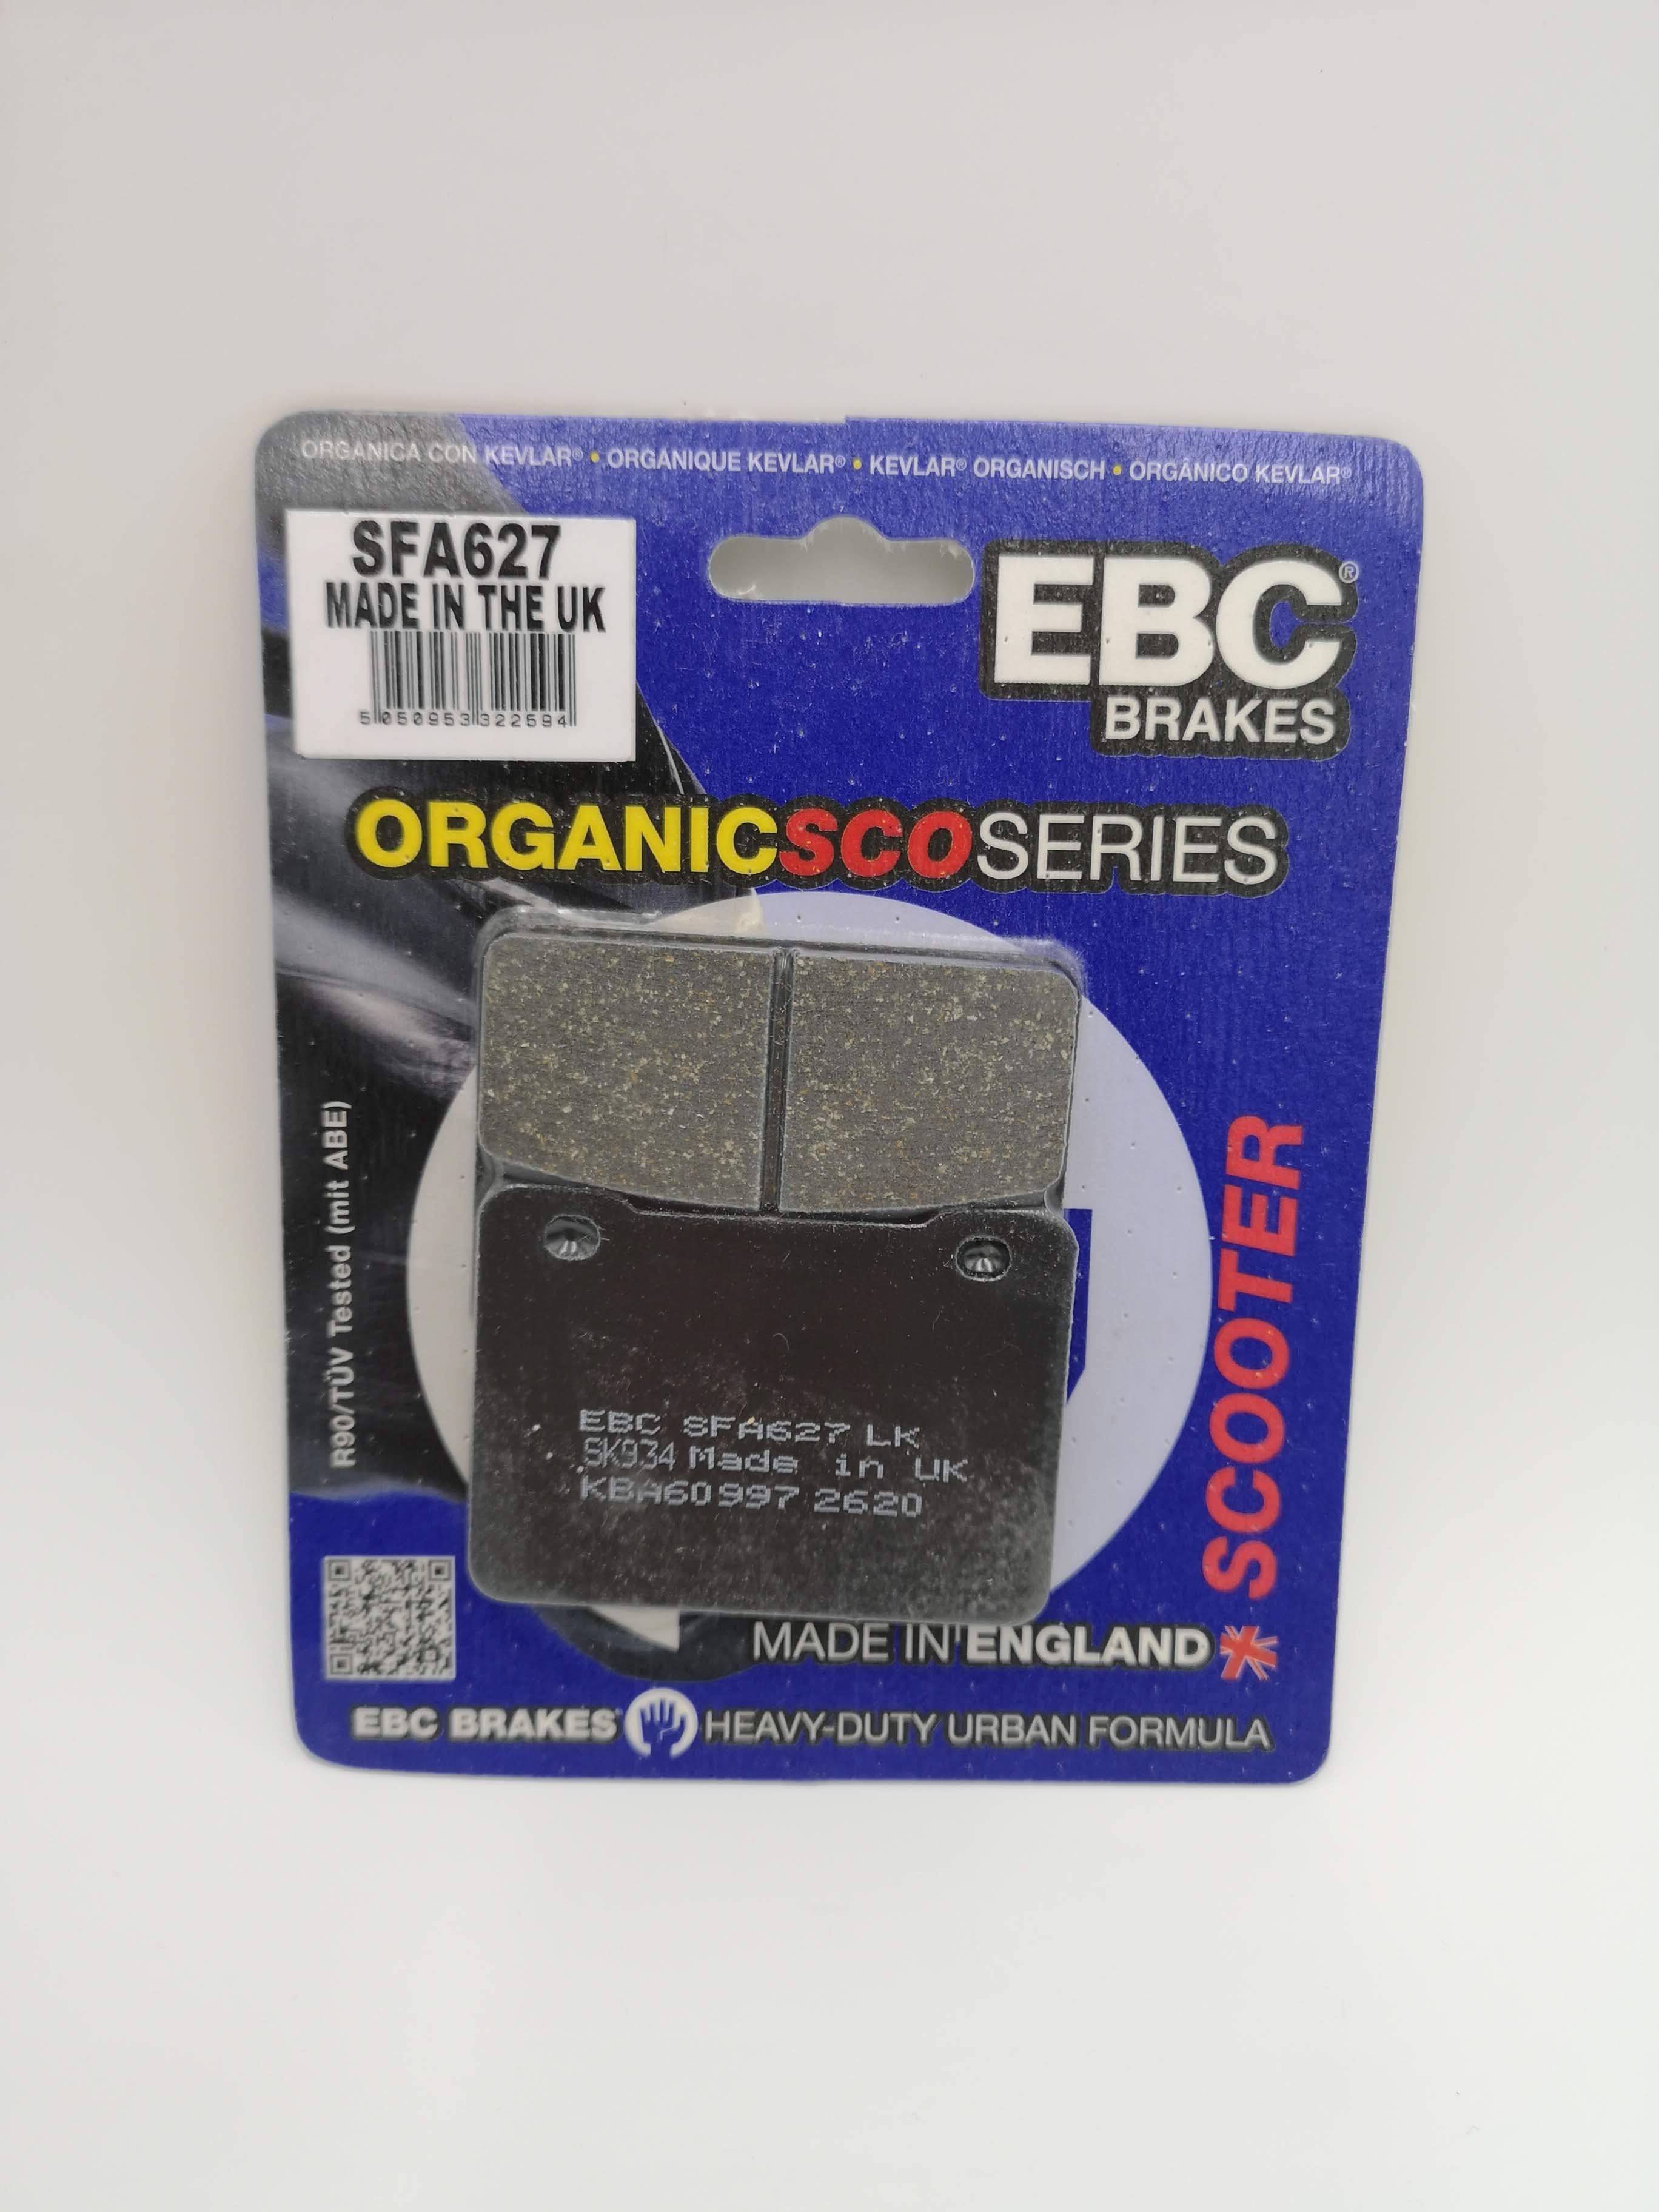 ORGANICA CON KEVLAR® • ORGANIQUE KEVLAR® • KEVLAR® ORGANISCH • ORGÂNICO KEVLAR®
SFA627
MADE IN THE UK
5 050953 322594
EBC®
BRAKES
ORGANICSCOSERIES
R90/TÜV Tested (mit ABE)
SCOOTER
EBC SFA627 LK
SK934 Made in UK
KBA60997 2620
MADE IN ENGLAND
EBC BRAKES HEAVY-DUTY URBAN FORMULA